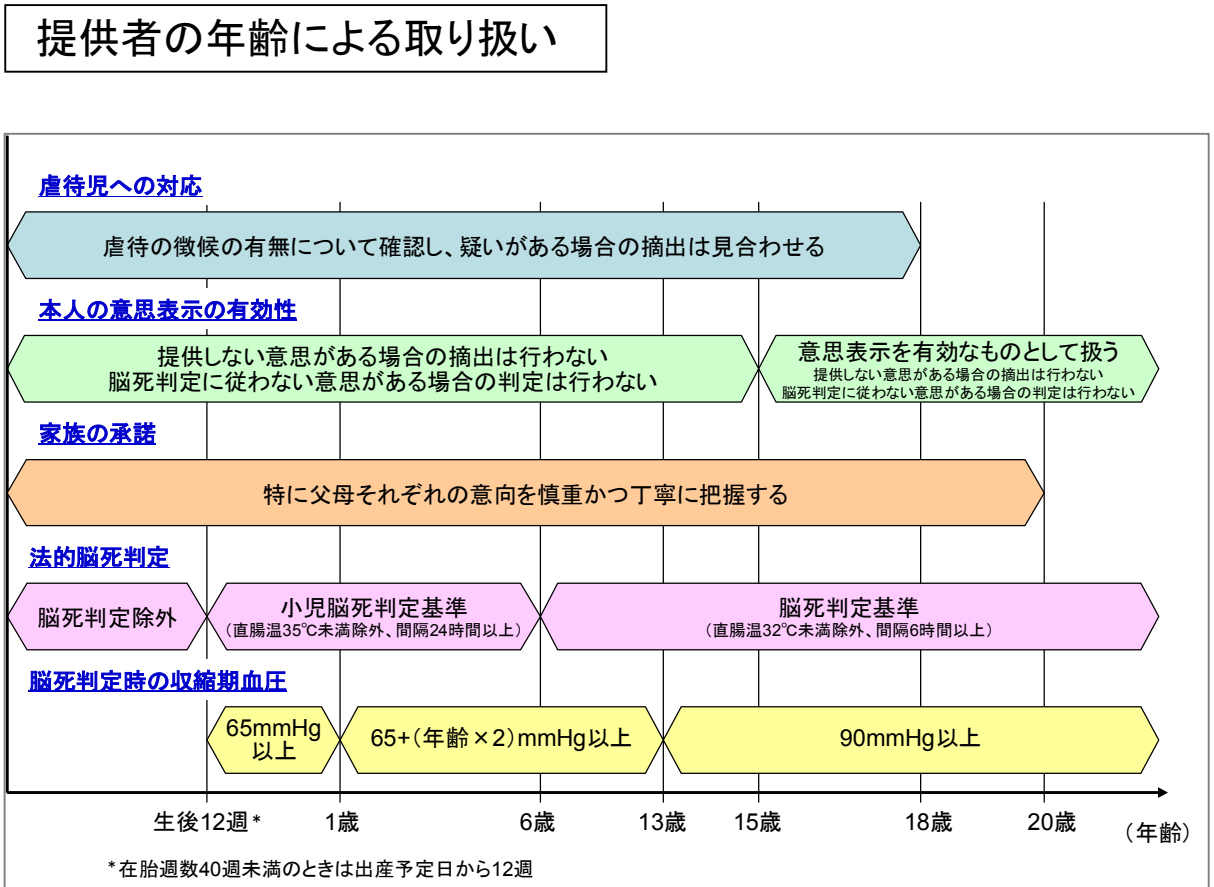 提供者の年齢による取り扱い
虐待児への対応
虐待の徴候の有無について確認し、疑いがある場合の摘出は見合わせる
本人の意思表示の有効性
提供しない意思がある場合の摘出は行わない
脳死判定に従わない意思がある場合の判定は行わない
意思表示を有効なものとして扱う
提供しない意思がある場合の摘出は行わない
脳死判定に従わない意思がある場合の判定は行わない
家族の承諾
特に父母それぞれの意向を慎重かつ丁寧に把握する
法的脳死判定
脳死判定除外
小児脳死判定基準
（直腸温35℃未満除外、間隔24時間以上）
脳死判定基準
（直腸温32℃未満除外、間隔6時間以上）
脳死判定時の収縮期血圧
65mmHg
以上
65+（年齢×2）mmHg以上
90mmHg以上
生後12週* 1歳 6歳 13歳 15歳 18歳 20歳 （年齢）
*在胎週数40週未満のときは出産予定日から12週